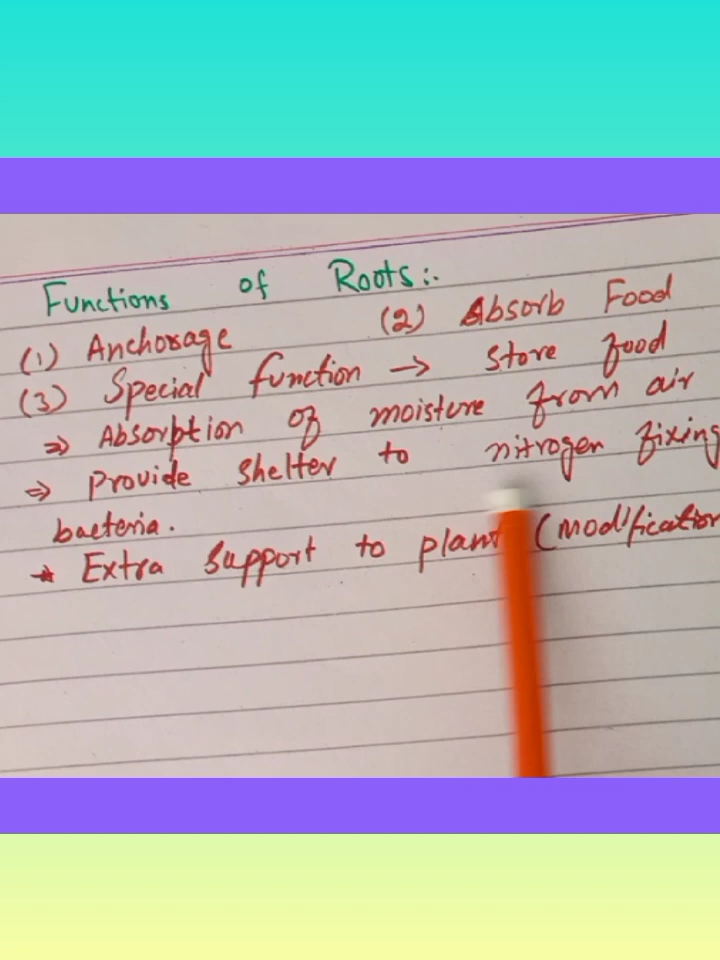 Functions of Roots:.
(1) Anchorage (2) Absorb Food
(3) Special function → store food
⇒ Absorption of moisture from air
⇒ Provide shelter to nitrogen fixing
bacteria.
→ Extra support to plant (modification